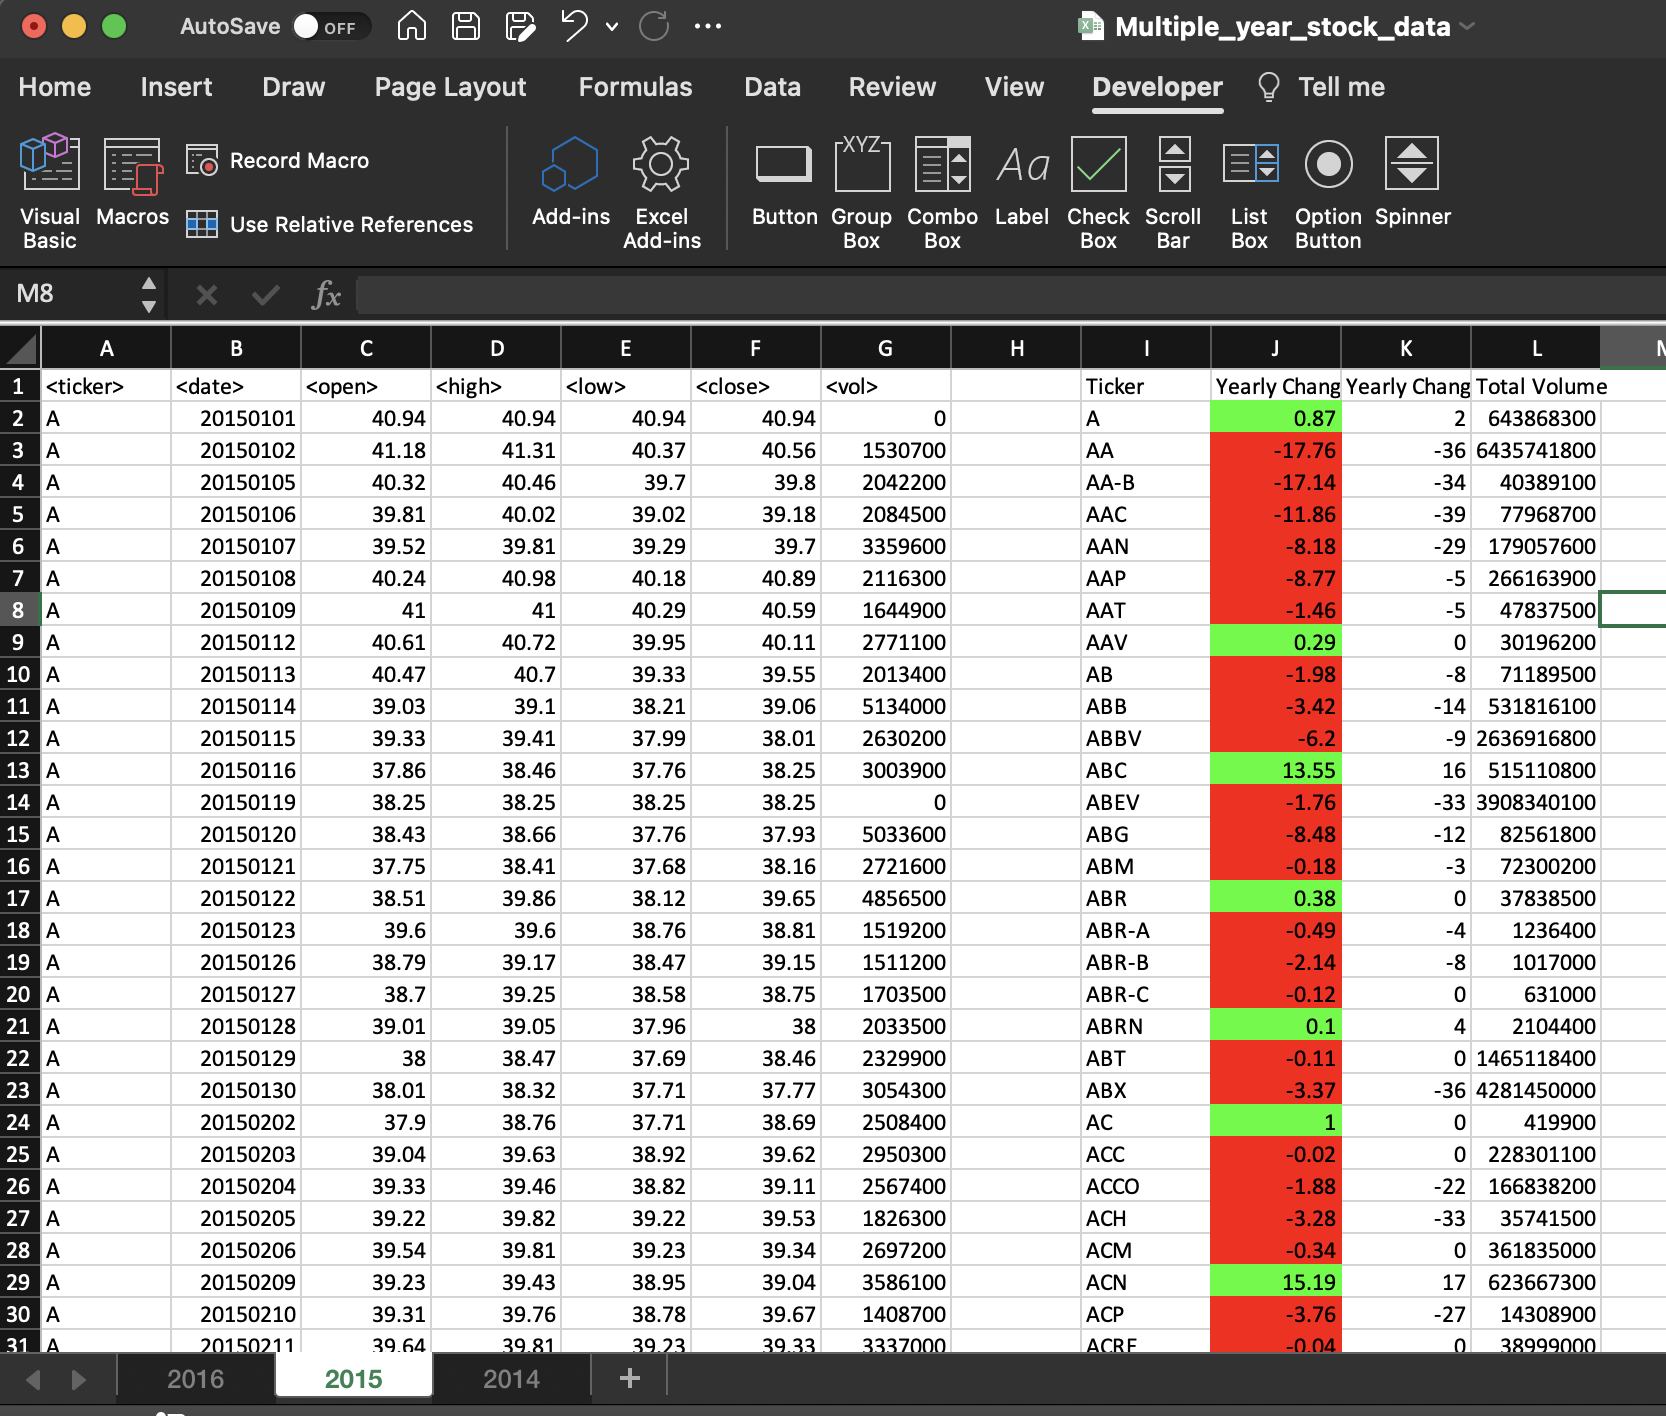 AutoSave OFF Multiple_year_stock_data
Home Insert Draw Page Layout Formulas Data Review View Developer Tell me
Visual Basic Macros Record Macro Use Relative References Add-ins Excel Add-ins Button XYZ Group Box Combo Box Aa Label Check Box Scroll Bar List Box Option Button Spinner
M8 fx
A B C D E F G H I J K L
1 <ticker> <date> <open> <high> <low> <close> <vol> Ticker Yearly Chang Yearly Chang Total Volume
2 A 20150101 40.94 40.94 40.94 40.94 0 A 0.87 2 643868300
3 A 20150102 41.18 41.31 40.37 40.56 1530700 AA -17.76 -36 6435741800
4 A 20150105 40.32 40.46 39.7 39.8 2042200 AA-B -17.14 -34 40389100
5 A 20150106 39.81 40.02 39.02 39.18 2084500 AAC -11.86 -39 77968700
6 A 20150107 39.52 39.81 39.29 39.7 3359600 AAN -8.18 -29 179057600
7 A 20150108 40.24 40.98 40.18 40.89 2116300 AAP -8.77 -5 266163900
8 A 20150109 41 41 40.29 40.59 1644900 AAT -1.46 -5 47837500
9 A 20150112 40.61 40.72 39.95 40.11 2771100 AAV 0.29 0 30196200
10 A 20150113 40.47 40.7 39.33 39.55 2013400 AB -1.98 -8 71189500
11 A 20150114 39.03 39.1 38.21 39.06 5134000 ABB -3.42 -14 531816100
12 A 20150115 39.33 39.41 37.99 38.01 2630200 ABBV -6.2 -9 2636916800
13 A 20150116 37.86 38.46 37.76 38.25 3003900 ABC 13.55 16 515110800
14 A 20150119 38.25 38.25 38.25 38.25 0 ABEV -1.76 -33 3908340100
15 A 20150120 38.43 38.66 37.76 37.93 5033600 ABG -8.48 -12 82561800
16 A 20150121 37.75 38.41 37.68 38.16 2721600 ABM -0.18 -3 72300200
17 A 20150122 38.51 39.86 38.12 39.65 4856500 ABR 0.38 0 37838500
18 A 20150123 39.6 39.6 38.76 38.81 1519200 ABR-A -0.49 -4 1236400
19 A 20150126 38.79 39.17 38.47 39.15 1511200 ABR-B -2.14 -8 1017000
20 A 20150127 38.7 39.25 38.58 38.75 1703500 ABR-C -0.12 0 631000
21 A 20150128 39.01 39.05 37.96 38 2033500 ABRN 0.1 4 2104400
22 A 20150129 38 38.47 37.69 38.46 2329900 ABT -0.11 0 1465118400
23 A 20150130 38.01 38.32 37.71 37.77 3054300 ABX -3.37 -36 4281450000
24 A 20150202 37.9 38.76 37.71 38.69 2508400 AC 1 0 419900
25 A 20150203 39.04 39.63 38.92 39.62 2950300 ACC -0.02 0 228301100
26 A 20150204 39.33 39.46 38.82 39.11 2567400 ACCO -1.88 -22 166838200
27 A 20150205 39.22 39.82 39.22 39.53 1826300 ACH -3.28 -33 35741500
28 A 20150206 39.54 39.81 39.23 39.34 2697200 ACM -0.34 0 361835000
29 A 20150209 39.23 39.43 38.95 39.04 3586100 ACN 15.19 17 623667300
30 A 20150210 39.31 39.76 38.78 39.67 1408700 ACP -3.76 -27 14308900
31 A 20150211 39.64 39.81 39.23 39.33 3337000 ACRE -0.04 0 38999000
2016 2015 2014 +